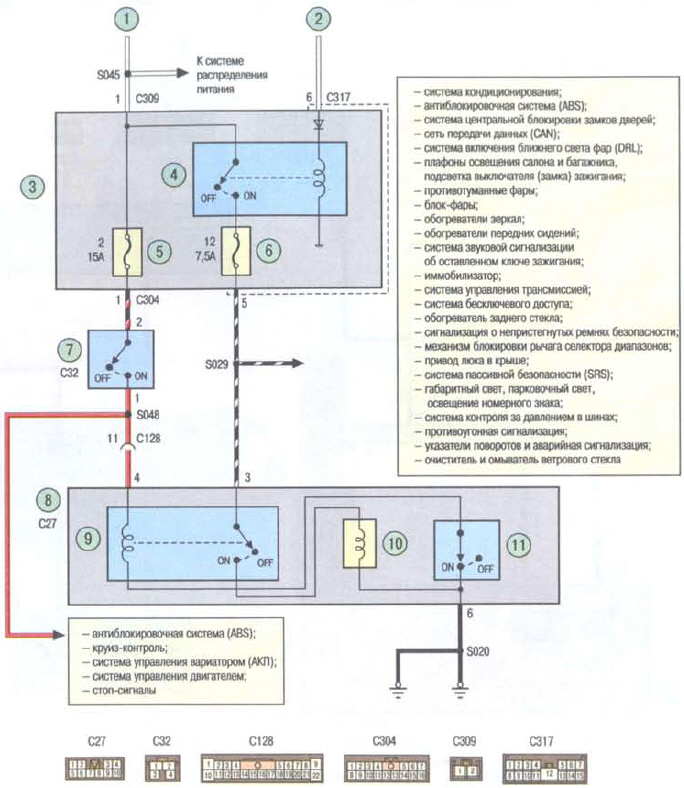 1
2
S045
К системе
распределения
питания
1
C309
6
C317
3
4
OFF
ON
2
15A
5
12
7,5A
6
1
C304
2
5
7
C32
OFF
ON
1
S029
S048
11
C128
4
3
8
C27
9
ON
OFF
10
11
ON
OFF
6
S020
– система кондиционирования;
– антиблокировочная система (ABS);
– система центральной блокировки замков дверей;
– сеть передачи данных (CAN);
– система включения ближнего света фар (DRL);
– плафоны освещения салона и багажника,
подсветка выключателя (замка) зажигания;
– противотуманные фары;
– блок-фары;
– обогреватели зеркал;
– обогреватели передних сидений;
– система звуковой сигнализации
об оставленном ключе зажигания;
– иммобилизатор;
– система управления трансмиссией;
– система бесключевого доступа;
– обогреватель заднего стекла;
– сигнализация о непристегнутых ремнях безопасности;
– механизм блокировки рычага селектора диапазонов;
– привод люка в крыше;
– система пассивной безопасности (SRS);
– габаритный свет, парковочный свет,
освещение номерного знака;
– система контроля за давлением в шинах;
– противоугонная сигнализация;
– указатели поворотов и аварийная сигнализация;
– очиститель и омыватель ветрового стекла
– антиблокировочная система (ABS);
– круиз-контроль;
– система управления вариатором (АКП);
– система управления двигателем;
– стоп-сигналы
C27
C32
C128
C304
C309
C317